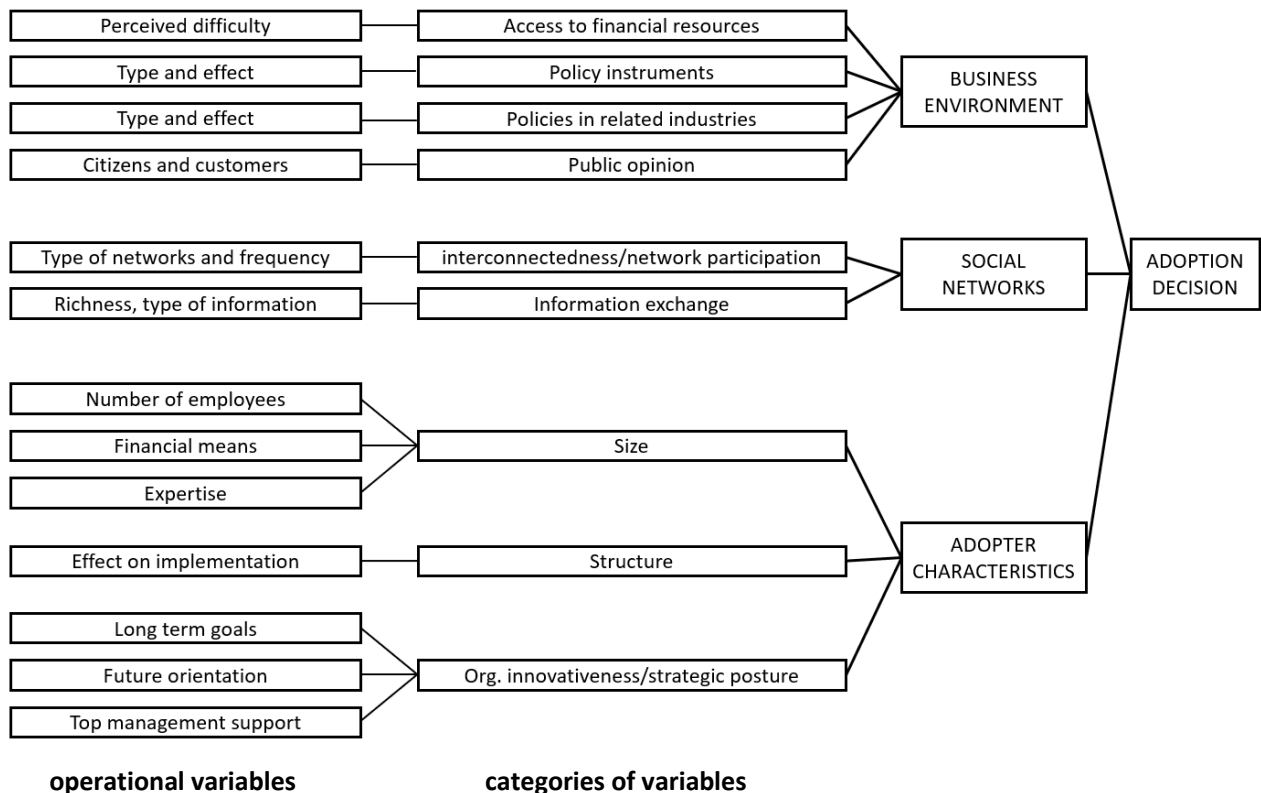 Perceived difficulty
Access to financial resources
Type and effect
Policy instruments
BUSINESS
ENVIRONMENT
Type and effect
Policies in related industries
Citizens and customers
Public opinion
Type of networks and frequency
interconnectedness/network participation
SOCIAL
NETWORKS
ADOPTION
DECISION
Richness, type of information
Information exchange
Number of employees
Financial means
Size
Expertise
Effect on implementation
Structure
ADOPTER
CHARACTERISTICS
Long term goals
Future orientation
Org. innovativeness/strategic posture
Top management support
operational variables
categories of variables